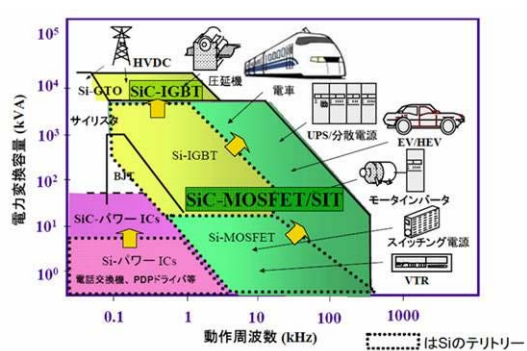 電力変換容量 (kVA)
10⁵
10⁴
10³
10²
10¹
10⁰
HVDC
圧延機
電車
UPS/分散電源
EV/HEV
モータインバータ
スイッチング電源
VTR
Si-GTO
SiC-IGBT
サイリスタ
Si-IGBT
BJT
SiC-MOSFET/SIT
SiC-パワー ICs
Si-MOSFET
Si-パワー ICs
電話交換機、PDPドライバ等
0.1
1
10
100
1000
動作周波数 (kHz)
はSiのテリトリー